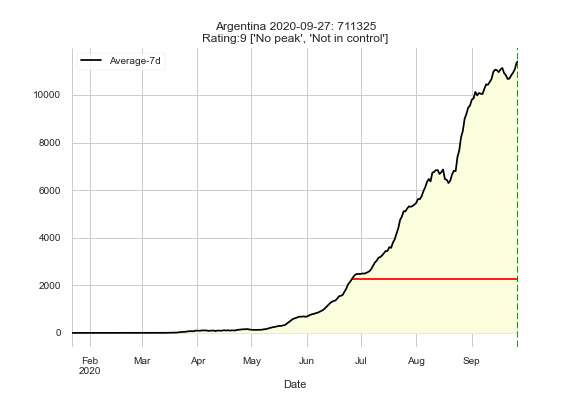 Argentina 2020-09-27: 711325
Rating:9 ['No peak', 'Not in control']
Average-7d
10000
8000
6000
4000
2000
0
Feb Mar Apr May Jun Jul Aug Sep
2020
Date